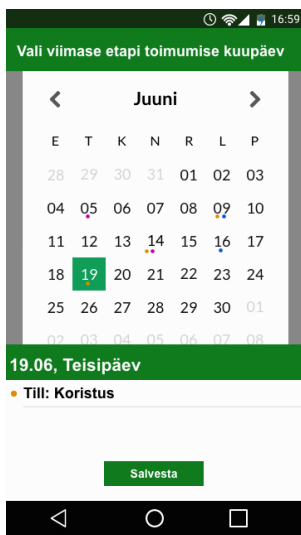 16:59
Vali viimase etapi toimumise kuupäev
Juuni
E T K N R L P
28 29 30 31 01 02 03
04 05 06 07 08 09 10
11 12 13 14 15 16 17
18 19 20 21 22 23 24
25 26 27 28 29 30 01
02 03 04 05 06 07 08
19.06, Teisipäev
Till: Koristus
Salvesta